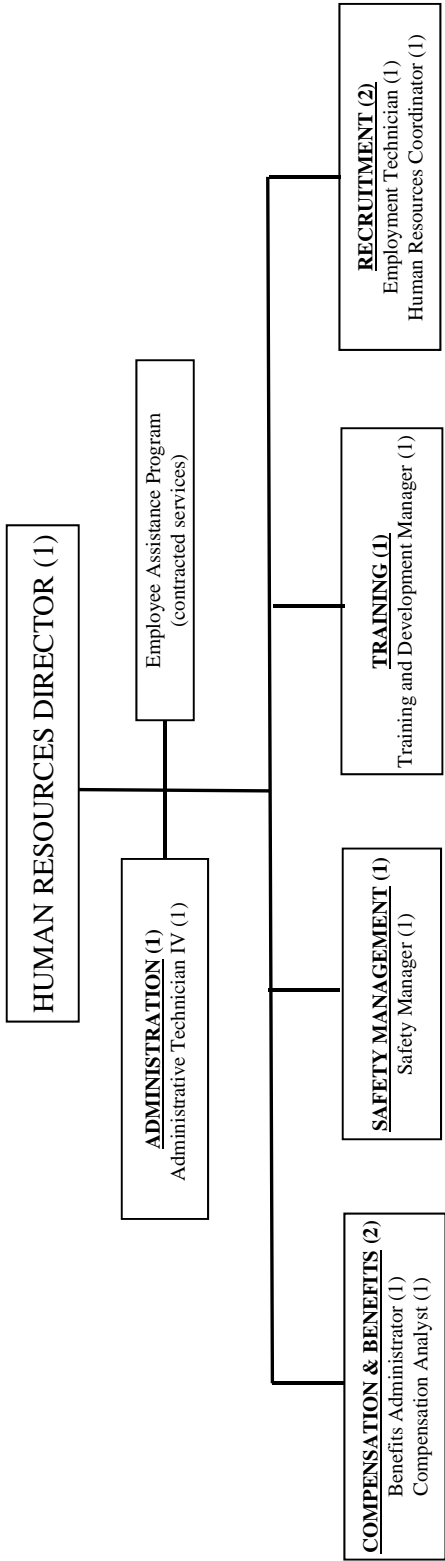 HUMAN RESOURCES DIRECTOR (1)
ADMINISTRATION (1)
Administrative Technician IV (1)
Employee Assistance Program
(contracted services)
COMPENSATION & BENEFITS (2)
Benefits Administrator (1)
Compensation Analyst (1)
SAFETY MANAGEMENT (1)
Safety Manager (1)
TRAINING (1)
Training and Development Manager (1)
RECRUITMENT (2)
Employment Technician (1)
Human Resources Coordinator (1)